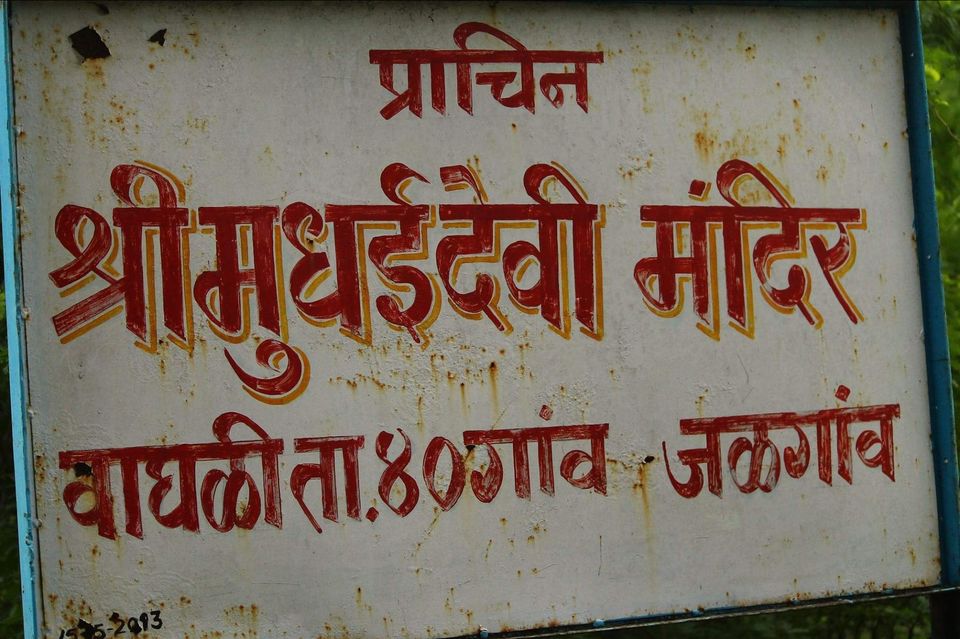 प्राचिन
श्रीमुधईदेवी मंदिर
वाघळी ता.४०गांव जळगांव